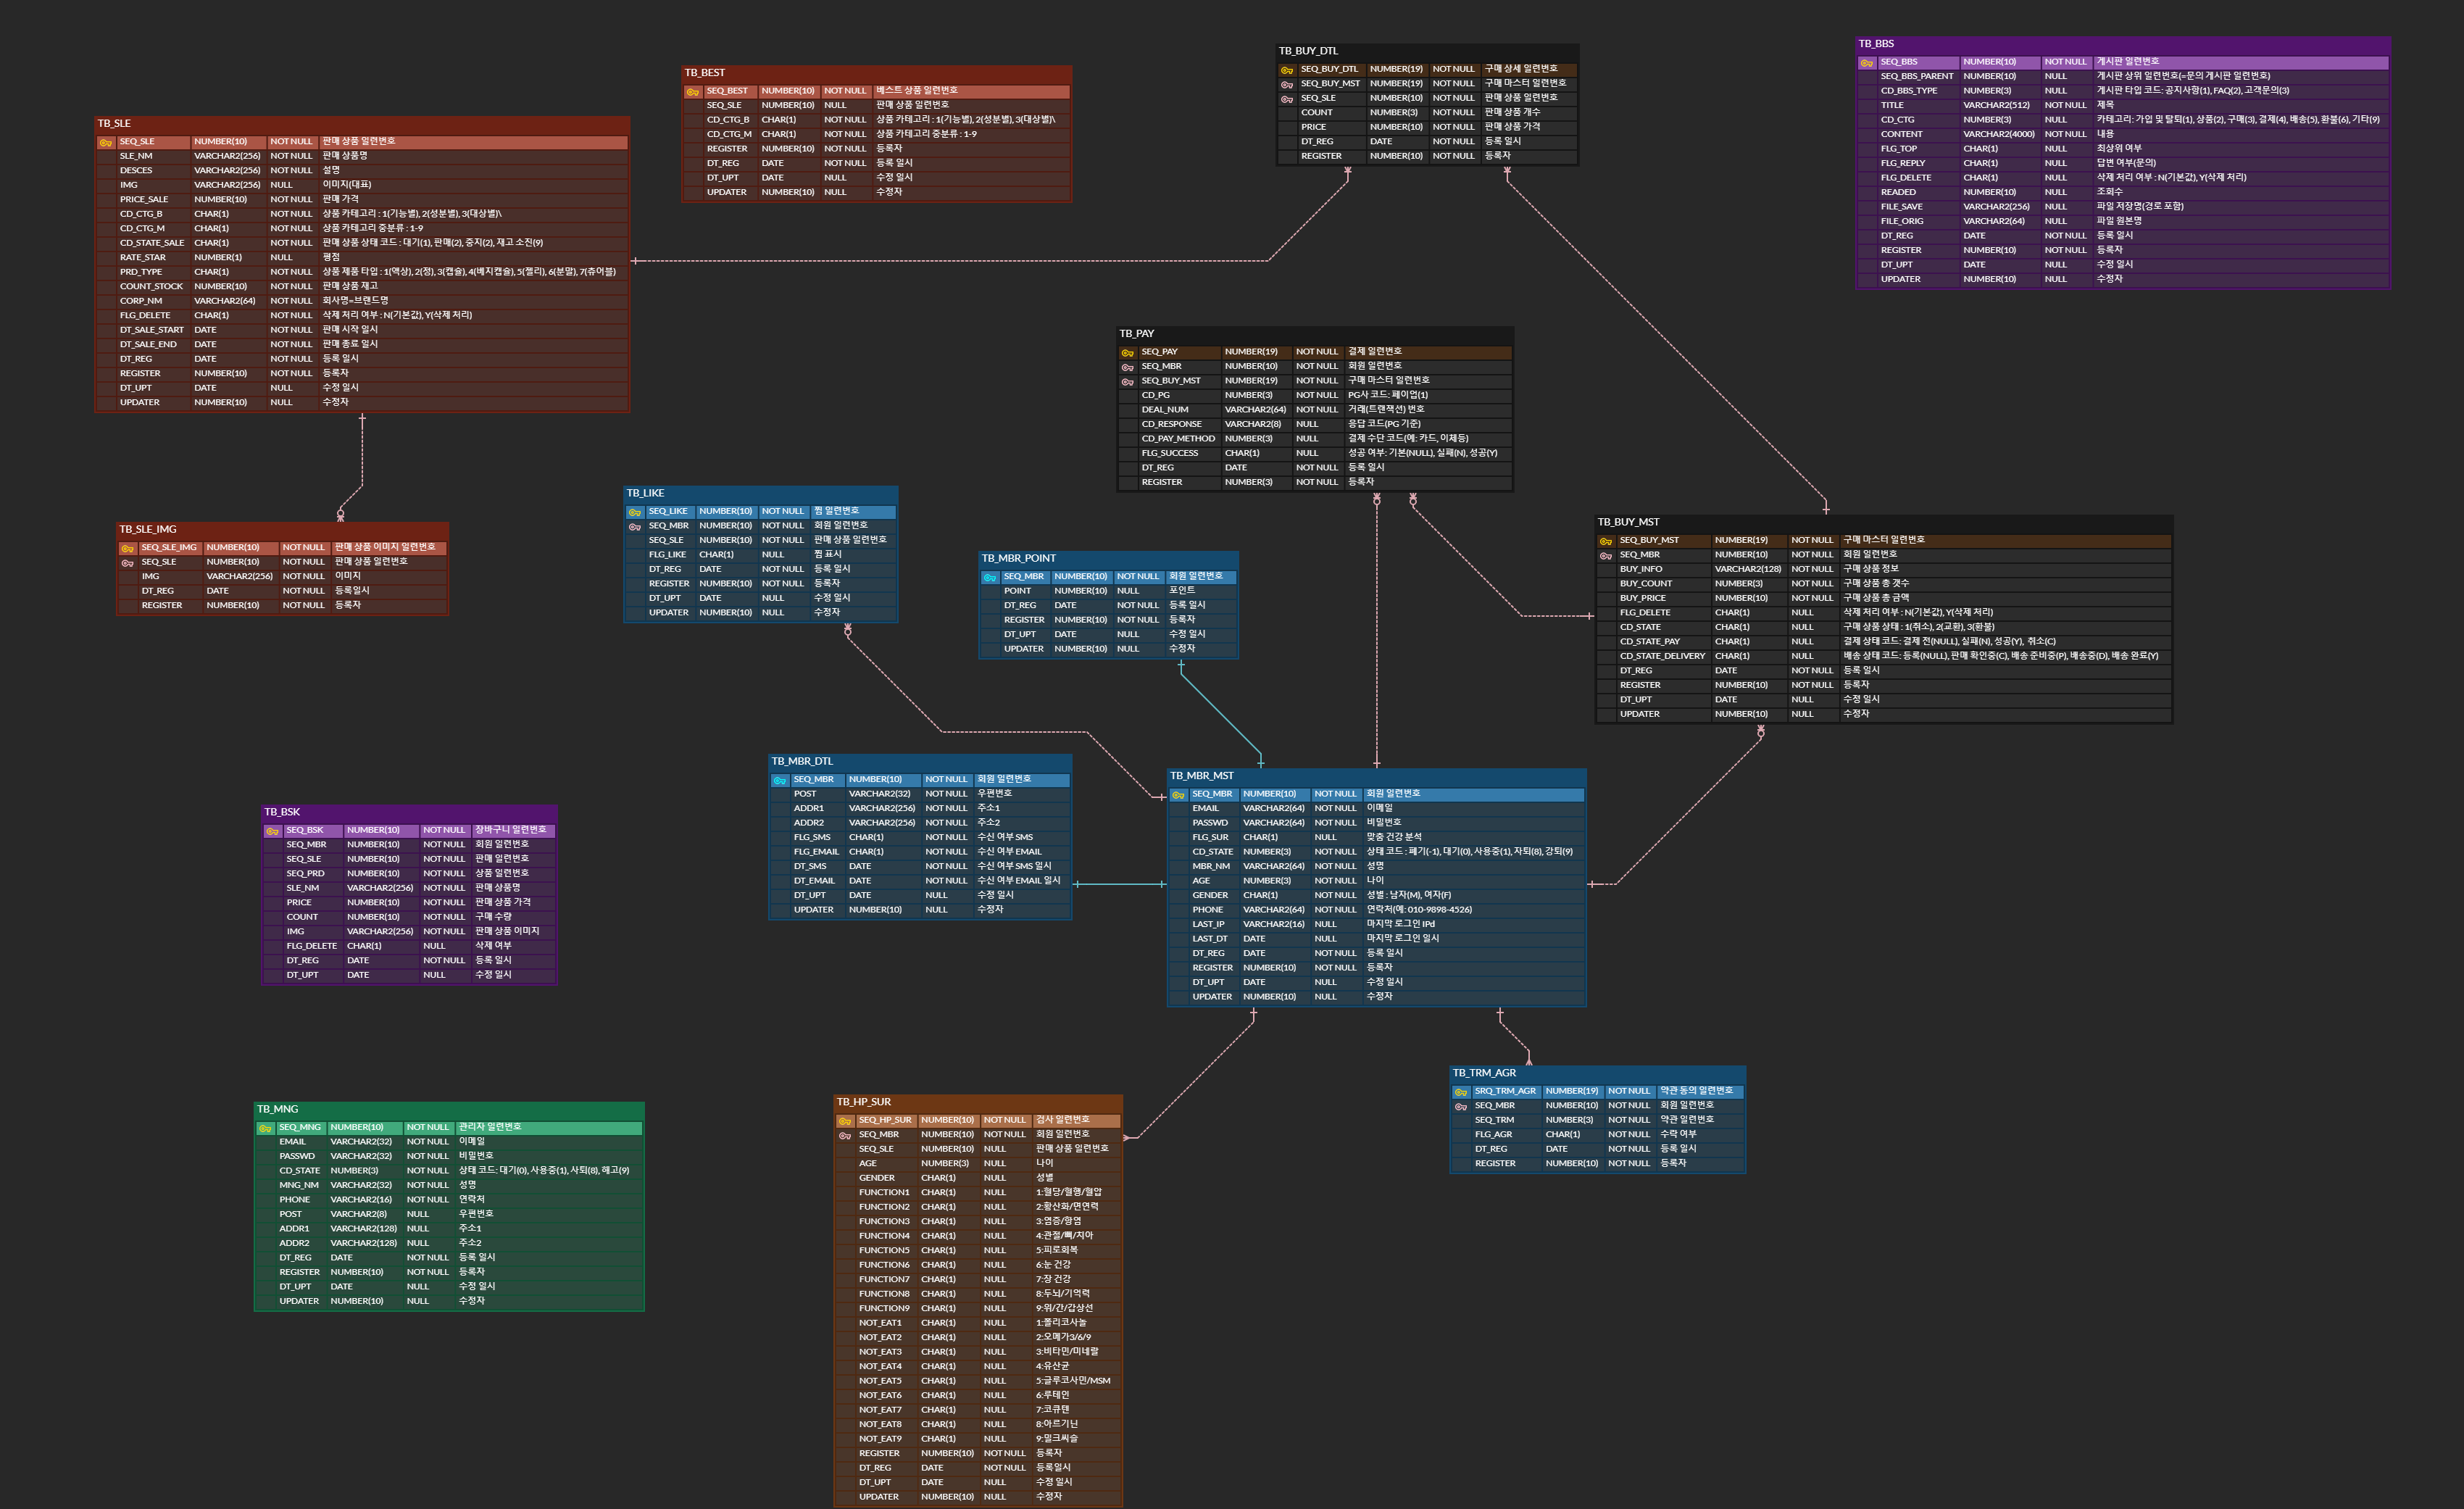 TB_BUY_DTL
SEQ_BUY_DTL NUMBER(19) NOT NULL 구매 상세 일련번호
SEQ_BUY_MST NUMBER(19) NOT NULL 구매 마스터 일련번호
SEQ_SLE NUMBER(10) NOT NULL 판매 상품 일련번호
COUNT NUMBER(3) NOT NULL 판매 상품 개수
PRICE NUMBER(10) NOT NULL 판매 상품 가격
DT_REG DATE NOT NULL 등록 일시
REGISTER NUMBER(10) NOT NULL 등록자
TB_BBS
SEQ_BBS NUMBER(10) NOT NULL 게시판 일련번호
SEQ_BBS_PARENT NUMBER(10) NULL 게시판 상위 일련번호(=문의 게시판 일련번호)
CD_BBS_TYPE NUMBER(3) NULL 게시판 타입 코드: 공지사항(1), FAQ(2), 고객문의(3)
TITLE VARCHAR2(512) NOT NULL 제목
CD_CTG NUMBER(3) NULL 카테고리: 가입 및 탈퇴(1), 상품(2), 구매(3), 결제(4), 배송(5), 환불(6), 기타(9)
CONTENT VARCHAR2(4000) NOT NULL 내용
FLG_TOP CHAR(1) NULL 최상위 여부
FLG_REPLY CHAR(1) NULL 답변 여부(문의)
FLG_DELETE CHAR(1) NULL 삭제 처리 여부 : N(기본값), Y(삭제 처리)
READED NUMBER(10) NULL 조회수
FILE_SAVE VARCHAR2(256) NULL 파일 저장명(경로 포함)
FILE_ORIG VARCHAR2(64) NULL 파일 원본명
DT_REG DATE NOT NULL 등록 일시
REGISTER NUMBER(10) NOT NULL 등록자
DT_UPT DATE NULL 수정 일시
UPDATER NUMBER(10) NULL 수정자
TB_BEST
SEQ_BEST NUMBER(10) NOT NULL 베스트 상품 일련번호
SEQ_SLE NUMBER(10) NULL 판매 상품 일련번호
CD_CTG_B CHAR(1) NOT NULL 상품 카테고리 : 1(기능별), 2(성분별), 3(대상별)\
CD_CTG_M CHAR(1) NOT NULL 상품 카테고리 중분류 : 1-9
REGISTER NUMBER(10) NOT NULL 등록자
DT_REG DATE NOT NULL 등록 일시
DT_UPT DATE NULL 수정 일시
UPDATER NUMBER(10) NULL 수정자
TB_SLE
SEQ_SLE NUMBER(10) NOT NULL 판매 상품 일련번호
SLE_NM VARCHAR2(256) NOT NULL 판매 상품명
DESCES VARCHAR2(256) NOT NULL 설명
IMG VARCHAR2(256) NULL 이미지(대표)
PRICE_SALE NUMBER(10) NOT NULL 판매 가격
CD_CTG_B CHAR(1) NOT NULL 상품 카테고리 : 1(기능별), 2(성분별), 3(대상별)\
CD_CTG_M CHAR(1) NOT NULL 상품 카테고리 중분류 : 1-9
CD_STATE_SALE CHAR(1) NOT NULL 판매 상품 상태 코드 : 대기(1), 판매(2), 중지(2), 재고 소진(9)
RATE_STAR NUMBER(1) NULL 평점
PRD_TYPE CHAR(1) NOT NULL 상품 제품 타입 : 1(액상), 2(정), 3(캡슐), 4(베지캡슐), 5(젤리), 6(분말), 7(츄어블)
COUNT_STOCK NUMBER(10) NOT NULL 판매 상품 재고
CORP_NM VARCHAR2(64) NOT NULL 회사명=브랜드명
FLG_DELETE CHAR(1) NOT NULL 삭제 처리 여부 : N(기본값), Y(삭제 처리)
DT_SALE_START DATE NOT NULL 판매 시작 일시
DT_SALE_END DATE NOT NULL 판매 종료 일시
DT_REG DATE NOT NULL 등록 일시
REGISTER NUMBER(10) NOT NULL 등록자
DT_UPT DATE NULL 수정 일시
UPDATER NUMBER(10) NULL 수정자
TB_PAY
SEQ_PAY NUMBER(19) NOT NULL 결제 일련번호
SEQ_MBR NUMBER(10) NOT NULL 회원 일련번호
SEQ_BUY_MST NUMBER(19) NOT NULL 구매 마스터 일련번호
CD_PG NUMBER(3) NOT NULL PG사 코드: 페이업(1)
DEAL_NUM VARCHAR2(64) NOT NULL 거래(트랜잭션) 번호
CD_RESPONSE VARCHAR2(8) NULL 응답 코드(PG 기준)
CD_PAY_METHOD NUMBER(3) NULL 결제 수단 코드(예: 카드, 이체등)
FLG_SUCCESS CHAR(1) NULL 성공 여부: 기본(NULL), 실패(N), 성공(Y)
DT_REG DATE NOT NULL 등록 일시
REGISTER NUMBER(3) NOT NULL 등록자
TB_LIKE
SEQ_LIKE NUMBER(10) NOT NULL 찜 일련번호
SEQ_MBR NUMBER(10) NOT NULL 회원 일련번호
SEQ_SLE NUMBER(10) NOT NULL 판매 상품 일련번호
FLG_LIKE CHAR(1) NULL 찜 표시
DT_REG DATE NOT NULL 등록 일시
REGISTER NUMBER(10) NOT NULL 등록자
DT_UPT DATE NULL 수정 일시
UPDATER NUMBER(10) NULL 수정자
TB_BUY_MST
SEQ_BUY_MST NUMBER(19) NOT NULL 구매 마스터 일련번호
SEQ_MBR NUMBER(10) NOT NULL 회원 일련번호
BUY_INFO VARCHAR2(128) NOT NULL 구매 상품 정보
BUY_COUNT NUMBER(3) NOT NULL 구매 상품 총 갯수
BUY_PRICE NUMBER(10) NOT NULL 구매 상품 총 금액
FLG_DELETE CHAR(1) NULL 삭제 처리 여부 : N(기본값), Y(삭제 처리)
CD_STATE CHAR(1) NULL 구매 상품 상태 : 1(취소), 2(교환), 3(환불)
CD_STATE_PAY CHAR(1) NULL 결제 상태 코드: 결제 전(NULL), 실패(N), 성공(Y), 취소(C)
CD_STATE_DELIVERY CHAR(1) NULL 배송 상태 코드: 등록(NULL), 판매 확인중(C), 배송 준비중(P), 배송중(D), 배송 완료(Y)
DT_REG DATE NOT NULL 등록 일시
REGISTER NUMBER(10) NOT NULL 등록자
DT_UPT DATE NULL 수정 일시
UPDATER NUMBER(10) NULL 수정자
TB_SLE_IMG
SEQ_SLE_IMG NUMBER(10) NOT NULL 판매 상품 이미지 일련번호
SEQ_SLE NUMBER(10) NOT NULL 판매 상품 일련번호
IMG VARCHAR2(256) NOT NULL 이미지
DT_REG DATE NOT NULL 등록일시
REGISTER NUMBER(10) NOT NULL 등록자
TB_MBR_POINT
SEQ_MBR NUMBER(10) NOT NULL 회원 일련번호
POINT NUMBER(10) NULL 포인트
DT_REG DATE NOT NULL 등록 일시
REGISTER NUMBER(10) NOT NULL 등록자
DT_UPT DATE NULL 수정 일시
UPDATER NUMBER(10) NULL 수정자
TB_MBR_DTL
SEQ_MBR NUMBER(10) NOT NULL 회원 일련번호
POST VARCHAR2(32) NOT NULL 우편번호
ADDR1 VARCHAR2(256) NOT NULL 주소1
ADDR2 VARCHAR2(256) NOT NULL 주소2
FLG_SMS CHAR(1) NOT NULL 수신 여부 SMS
FLG_EMAIL CHAR(1) NOT NULL 수신 여부 EMAIL
DT_SMS DATE NOT NULL 수신 여부 SMS 일시
DT_EMAIL DATE NOT NULL 수신 여부 EMAIL 일시
DT_UPT DATE NULL 수정 일시
UPDATER NUMBER(10) NULL 수정자
TB_MBR_MST
SEQ_MBR NUMBER(10) NOT NULL 회원 일련번호
EMAIL VARCHAR2(64) NOT NULL 이메일
PASSWD VARCHAR2(64) NOT NULL 비밀번호
FLG_SUR CHAR(1) NULL 맞춤 건강 분석
CD_STATE NUMBER(3) NOT NULL 상태 코드 : 폐기(-1), 대기(0), 사용중(1), 자퇴(8), 강퇴(9)
MBR_NM VARCHAR2(64) NOT NULL 성명
AGE NUMBER(3) NOT NULL 나이
GENDER CHAR(1) NOT NULL 성별 : 남자(M), 여자(F)
PHONE VARCHAR2(64) NOT NULL 연락처(예: 010-9898-4526)
LAST_IP VARCHAR2(16) NULL 마지막 로그인 IPd
LAST_DT DATE NULL 마지막 로그인 일시
DT_REG DATE NOT NULL 등록 일시
REGISTER NUMBER(10) NOT NULL 등록자
DT_UPT DATE NULL 수정 일시
UPDATER NUMBER(10) NULL 수정자
TB_BSK
SEQ_BSK NUMBER(10) NOT NULL 장바구니 일련번호
SEQ_MBR NUMBER(10) NOT NULL 회원 일련번호
SEQ_SLE NUMBER(10) NOT NULL 판매 일련번호
SEQ_PRD NUMBER(10) NOT NULL 상품 일련번호
SLE_NM VARCHAR2(256) NOT NULL 판매 상품명
PRICE NUMBER(10) NOT NULL 판매 상품 가격
COUNT NUMBER(10) NOT NULL 구매 수량
IMG VARCHAR2(256) NOT NULL 판매 상품 이미지
FLG_DELETE CHAR(1) NULL 삭제 여부
DT_REG DATE NOT NULL 등록 일시
DT_UPT DATE NULL 수정 일시
TB_TRM_AGR
SRQ_TRM_AGR NUMBER(19) NOT NULL 약관 동의 일련번호
SEQ_MBR NUMBER(10) NOT NULL 회원 일련번호
SEQ_TRM NUMBER(3) NOT NULL 약관 일련번호
FLG_AGR CHAR(1) NOT NULL 수락 여부
DT_REG DATE NOT NULL 등록 일시
REGISTER NUMBER(10) NOT NULL 등록자
TB_MNG
SEQ_MNG NUMBER(10) NOT NULL 관리자 일련번호
EMAIL VARCHAR2(32) NOT NULL 이메일
PASSWD VARCHAR2(32) NOT NULL 비밀번호
CD_STATE NUMBER(3) NOT NULL 상태 코드: 대기(0), 사용중(1), 사퇴(8), 해고(9)
MNG_NM VARCHAR2(32) NOT NULL 성명
PHONE VARCHAR2(16) NOT NULL 연락처
POST VARCHAR2(8) NULL 우편번호
ADDR1 VARCHAR2(128) NULL 주소1
ADDR2 VARCHAR2(128) NULL 주소2
DT_REG DATE NOT NULL 등록 일시
REGISTER NUMBER(10) NOT NULL 등록자
DT_UPT DATE NULL 수정 일시
UPDATER NUMBER(10) NULL 수정자
TB_HP_SUR
SEQ_HP_SUR NUMBER(10) NOT NULL 검사 일련번호
SEQ_MBR NUMBER(10) NOT NULL 회원 일련번호
SEQ_SLE NUMBER(10) NULL 판매 상품 일련번호
AGE NUMBER(3) NULL 나이
GENDER CHAR(1) NULL 성별
FUNCTION1 CHAR(1) NULL 1:혈당/혈행/혈압
FUNCTION2 CHAR(1) NULL 2:황산화/면연력
FUNCTION3 CHAR(1) NULL 3:염증/항염
FUNCTION4 CHAR(1) NULL 4:관절/뼈/치아
FUNCTION5 CHAR(1) NULL 5:피로회복
FUNCTION6 CHAR(1) NULL 6:눈 건강
FUNCTION7 CHAR(1) NULL 7:장 건강
FUNCTION8 CHAR(1) NULL 8:두뇌/기억력
FUNCTION9 CHAR(1) NULL 9:위/간/갑상선
NOT_EAT1 CHAR(1) NULL 1:폴리코사놀
NOT_EAT2 CHAR(1) NULL 2:오메가3/6/9
NOT_EAT3 CHAR(1) NULL 3:비타민/미네랄
NOT_EAT4 CHAR(1) NULL 4:유산균
NOT_EAT5 CHAR(1) NULL 5:글루코사민/MSM
NOT_EAT6 CHAR(1) NULL 6:루테인
NOT_EAT7 CHAR(1) NULL 7:코큐텐
NOT_EAT8 CHAR(1) NULL 8:아르기닌
NOT_EAT9 CHAR(1) NULL 9:밀크씨슬
REGISTER NUMBER(10) NOT NULL 등록자
DT_REG DATE NOT NULL 등록일시
DT_UPT DATE NULL 수정 일시
UPDATER NUMBER(10) NULL 수정자